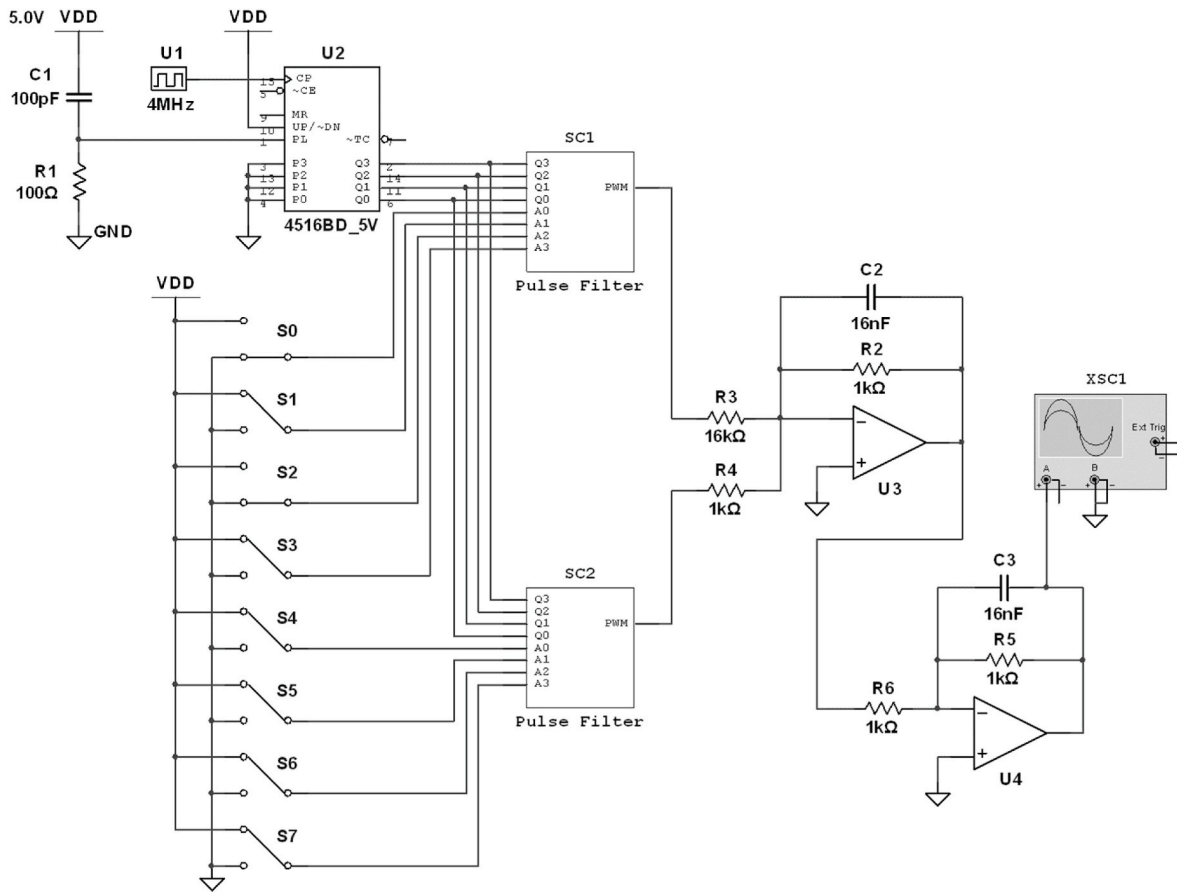 5.0V VDD
VDD
U1
4MHz
C1
100pF
R1
100Ω
GND
U2
15 CP
5 ~CE
9 MR
10 UP/~DN
1 PL
~TC 7
3 P3
13 P2
12 P1
4 P0
Q3 2
Q2 14
Q1 11
Q0 6
4516BD_5V
SC1
Q3
Q2
Q1
Q0
A0
A1
A2
A3
PWM
Pulse Filter
VDD
S0
S1
S2
S3
S4
S5
S6
S7
SC2
Q3
Q2
Q1
Q0
A0
A1
A2
A3
PWM
Pulse Filter
C2
16nF
R2
1kΩ
R3
16kΩ
R4
1kΩ
−
+
U3
XSC1
Ext Trig
+
−
A
B
+ −
+ −
C3
16nF
R5
1kΩ
R6
1kΩ
−
+
U4